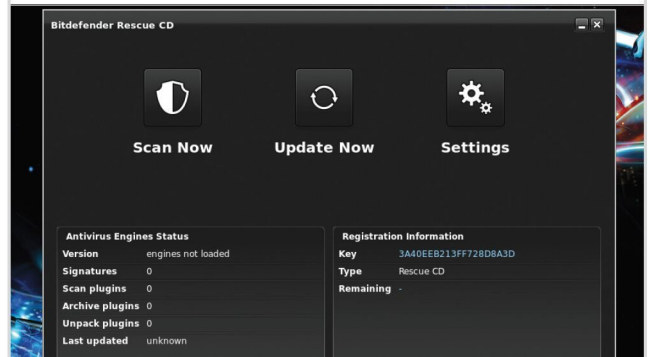 Bitdefender Rescue CD
Scan Now
Update Now
Settings
Antivirus Engines Status
Version engines not loaded
Signatures 0
Scan plugins 0
Archive plugins 0
Unpack plugins 0
Last updated unknown
Registration Information
Key 3A40EEB213FF728D8A3D
Type Rescue CD
Remaining -